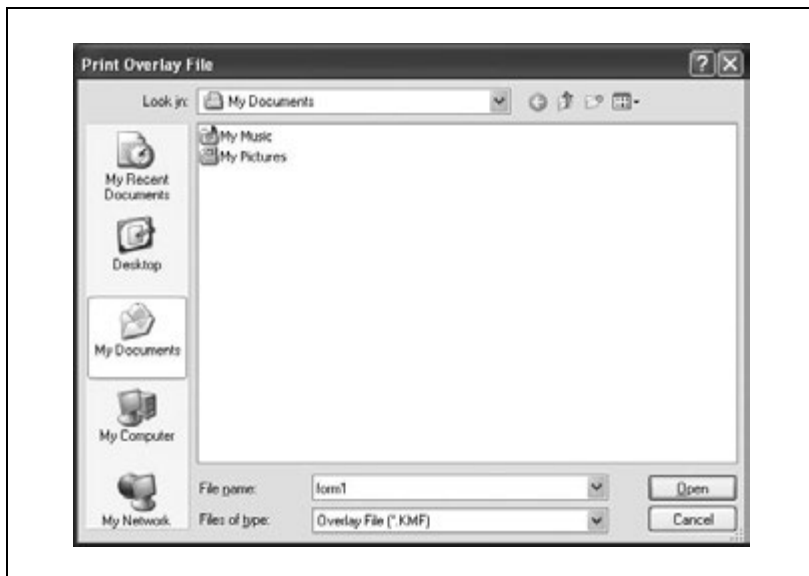 Print Overlay File
Look in: My Documents
My Music
My Pictures
My Recent
Documents
Desktop
My Documents
My Computer
My Network
File name: form1
Open
Files of type: Overlay File (*.KMF)
Cancel